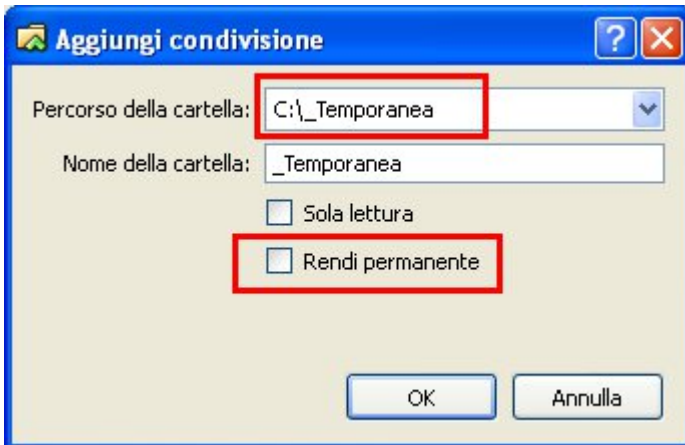 Aggiungi condivisione
Percorso della cartella: C:\_Temporanea
Nome della cartella: _Temporanea
Sola lettura
Rendi permanente
OK Annulla